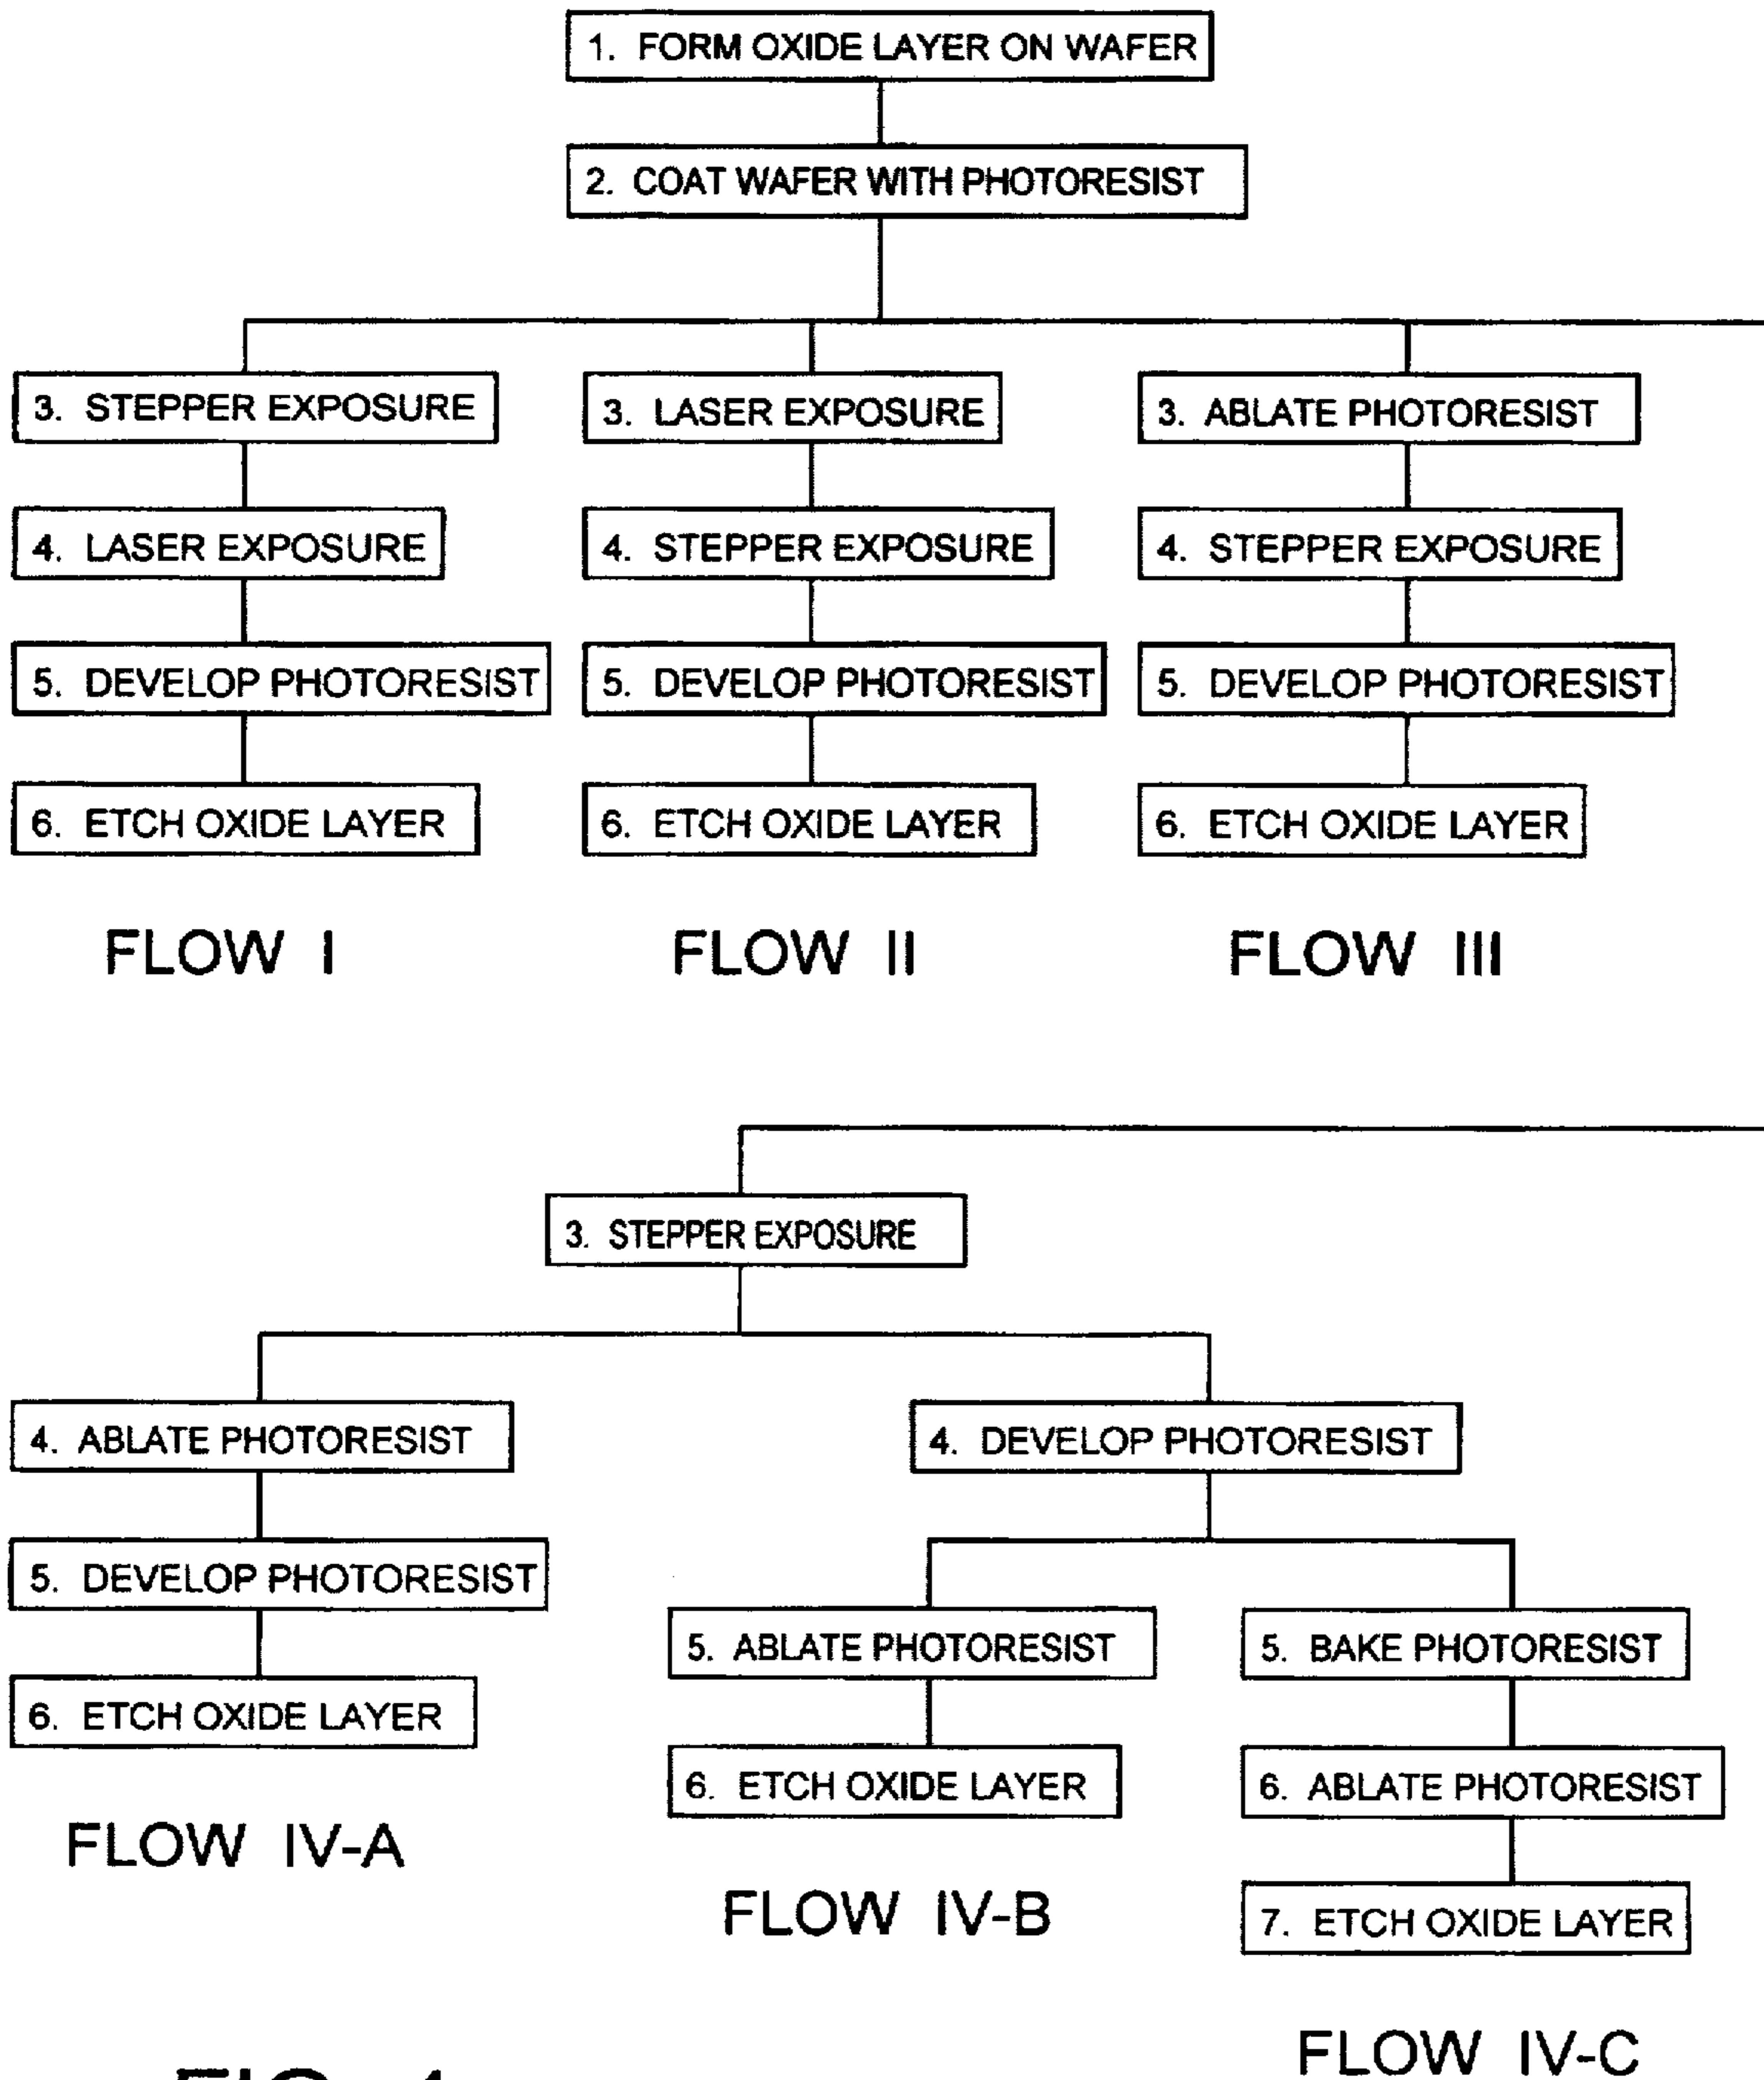 1. FORM OXIDE LAYER ON WAFER
2. COAT WAFER WITH PHOTORESIST
3. STEPPER EXPOSURE
4. LASER EXPOSURE
5. DEVELOP PHOTORESIST
6. ETCH OXIDE LAYER
FLOW I
3. LASER EXPOSURE
4. STEPPER EXPOSURE
5. DEVELOP PHOTORESIST
6. ETCH OXIDE LAYER
FLOW II
3. ABLATE PHOTORESIST
4. STEPPER EXPOSURE
5. DEVELOP PHOTORESIST
6. ETCH OXIDE LAYER
FLOW III
3. STEPPER EXPOSURE
4. ABLATE PHOTORESIST
5. DEVELOP PHOTORESIST
6. ETCH OXIDE LAYER
FLOW IV-A
4. DEVELOP PHOTORESIST
5. ABLATE PHOTORESIST
6. ETCH OXIDE LAYER
FLOW IV-B
5. BAKE PHOTORESIST
6. ABLATE PHOTORESIST
7. ETCH OXIDE LAYER
FLOW IV-C